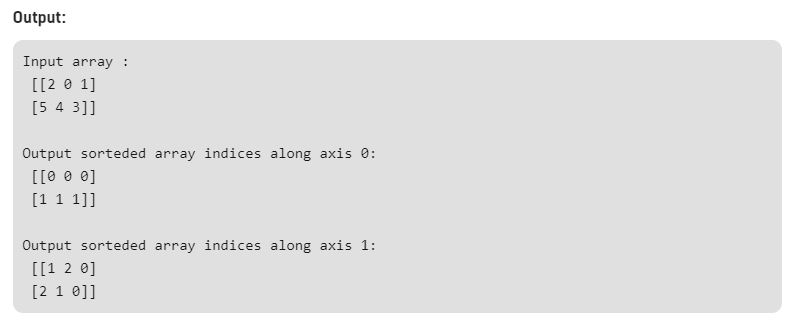 Output:
Input array :
[[2 0 1]
[5 4 3]]
Output sorteded array indices along axis 0:
[[0 0 0]
[1 1 1]]
Output sorteded array indices along axis 1:
[[1 2 0]
[2 1 0]]